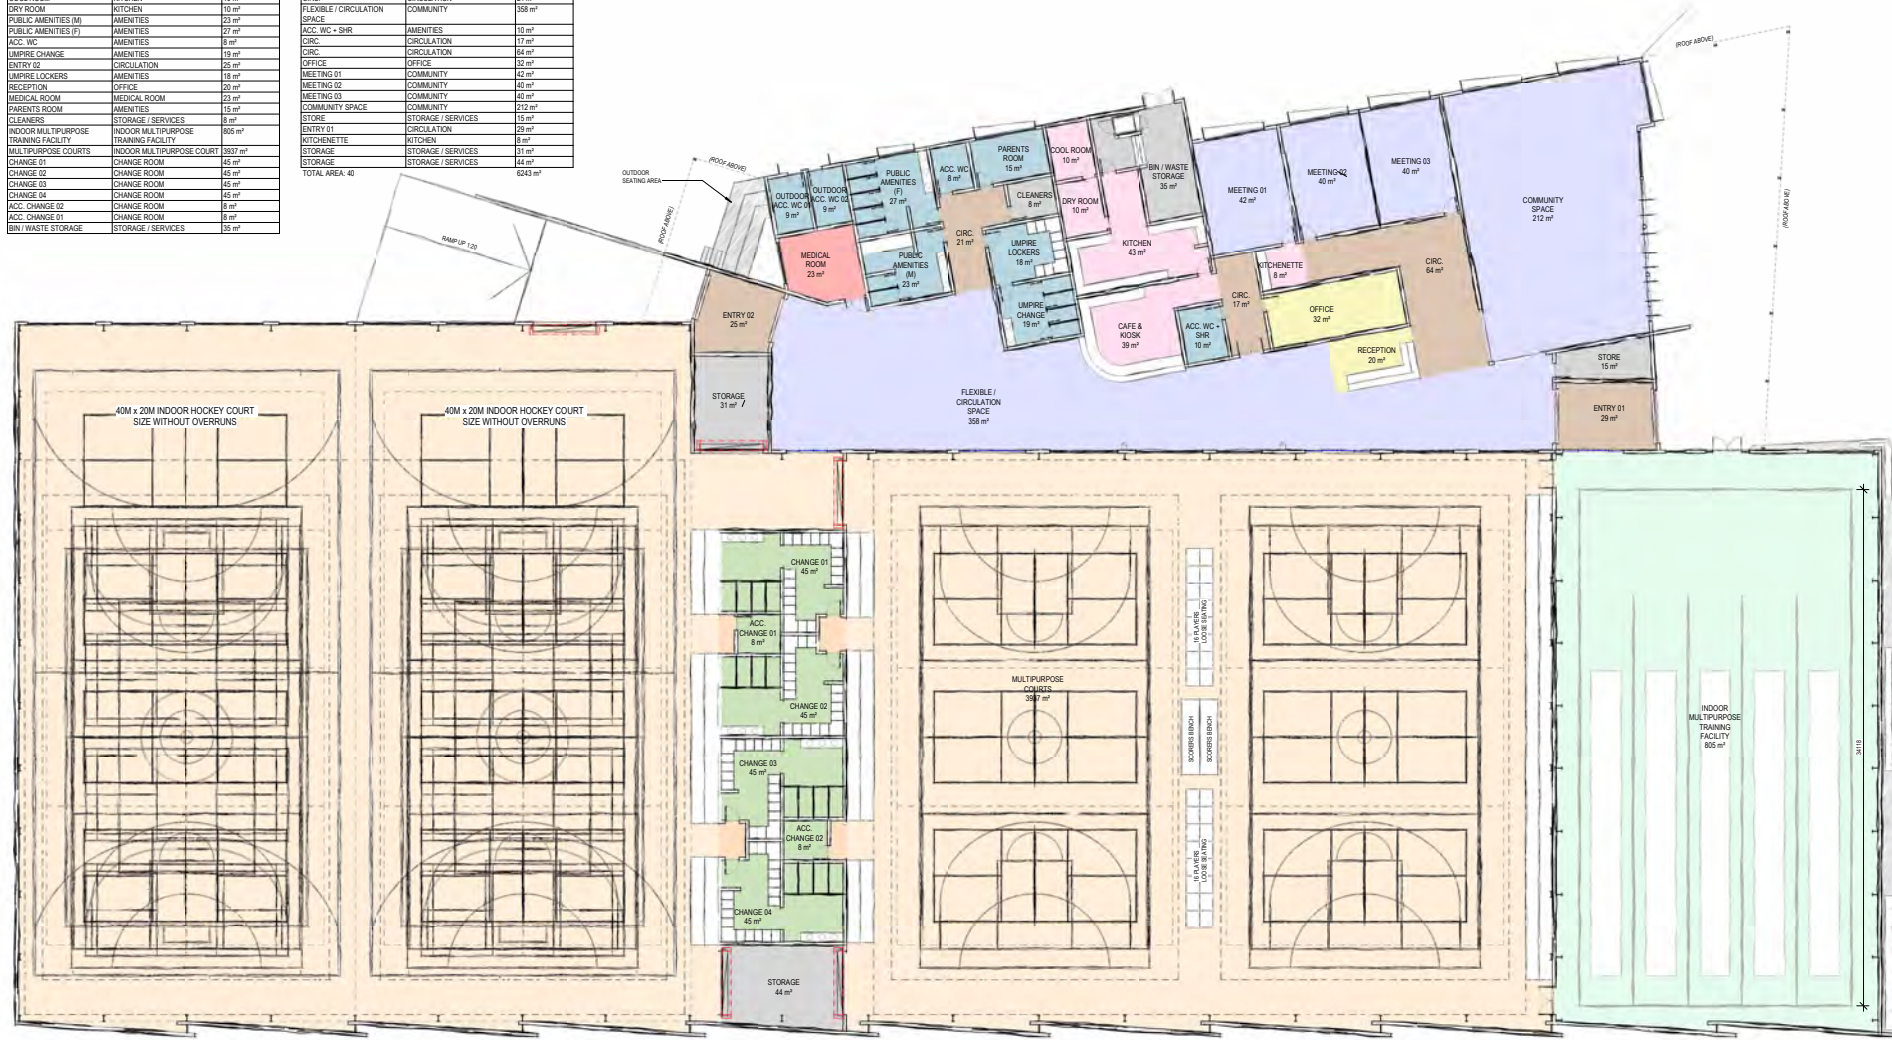 DRY ROOM KITCHEN 10 m²
PUBLIC AMENITIES (M) AMENITIES 23 m²
PUBLIC AMENITIES (F) AMENITIES 27 m²
ACC. WC AMENITIES 8 m²
UMPIRE CHANGE AMENITIES 19 m²
ENTRY 02 CIRCULATION 25 m²
UMPIRE LOCKERS AMENITIES 18 m²
RECEPTION OFFICE 20 m²
MEDICAL ROOM MEDICAL ROOM 23 m²
PARENTS ROOM AMENITIES 15 m²
CLEANERS STORAGE / SERVICES 8 m²
INDOOR MULTIPURPOSE INDOOR MULTIPURPOSE 805 m²
TRAINING FACILITY TRAINING FACILITY
MULTIPURPOSE COURTS INDOOR MULTIPURPOSE COURT 3937 m²
CHANGE 01 CHANGE ROOM 45 m²
CHANGE 02 CHANGE ROOM 45 m²
CHANGE 03 CHANGE ROOM 45 m²
CHANGE 04 CHANGE ROOM 45 m²
ACC. CHANGE 02 CHANGE ROOM 8 m²
ACC. CHANGE 01 CHANGE ROOM 8 m²
BIN / WASTE STORAGE STORAGE / SERVICES 35 m²
FLEXIBLE / CIRCULATION COMMUNITY 358 m²
SPACE
ACC. WC + SHR AMENITIES 10 m²
CIRC. CIRCULATION 17 m²
CIRC. CIRCULATION 64 m²
OFFICE OFFICE 32 m²
MEETING 01 COMMUNITY 42 m²
MEETING 02 COMMUNITY 40 m²
MEETING 03 COMMUNITY 40 m²
COMMUNITY SPACE COMMUNITY 212 m²
STORE STORAGE / SERVICES 15 m²
ENTRY 01 CIRCULATION 29 m²
KITCHENETTE KITCHEN 8 m²
STORAGE STORAGE / SERVICES 31 m²
STORAGE STORAGE / SERVICES 44 m²
TOTAL AREA: 40 6243 m²
(ROOF ABOVE)
(ROOF ABOVE)
(ROOF ABOVE)
(ROOF ABOVE)
OUTDOOR
SEATING AREA
RAMP UP 1:20
OUTDOOR
ACC. WC 01
9 m²
OUTDOOR
ACC. WC 02
9 m²
PUBLIC
AMENITIES
(F)
27 m²
ACC. WC
8 m²
PARENTS
ROOM
15 m²
COOL ROOM
10 m²
BIN / WASTE
STORAGE
35 m²
CLEANERS
8 m²
DRY ROOM
10 m²
MEETING 01
42 m²
MEETING 02
40 m²
MEETING 03
40 m²
COMMUNITY
SPACE
212 m²
MEDICAL
ROOM
23 m²
PUBLIC
AMENITIES
(M)
23 m²
CIRC.
21 m²
UMPIRE
LOCKERS
18 m²
KITCHEN
43 m²
KITCHENETTE
8 m²
CIRC.
64 m²
CIRC.
17 m²
UMPIRE
CHANGE
19 m²
CAFE &
KIOSK
39 m²
ACC. WC +
SHR
10 m²
OFFICE
32 m²
RECEPTION
20 m²
ENTRY 02
25 m²
STORE
15 m²
STORAGE
31 m²
FLEXIBLE /
CIRCULATION
SPACE
358 m²
ENTRY 01
29 m²
40M x 20M INDOOR HOCKEY COURT
SIZE WITHOUT OVERRUNS
40M x 20M INDOOR HOCKEY COURT
SIZE WITHOUT OVERRUNS
CHANGE 01
45 m²
ACC.
CHANGE 01
8 m²
CHANGE 02
45 m²
CHANGE 03
45 m²
ACC.
CHANGE 02
8 m²
CHANGE 04
45 m²
STORAGE
44 m²
MULTIPURPOSE
COURTS
3937 m²
16 PLAYERS
LOOSE SEATING
SCORERS BENCH
SCORERS BENCH
16 PLAYERS
LOOSE SEATING
INDOOR
MULTIPURPOSE
TRAINING
FACILITY
805 m²
34118